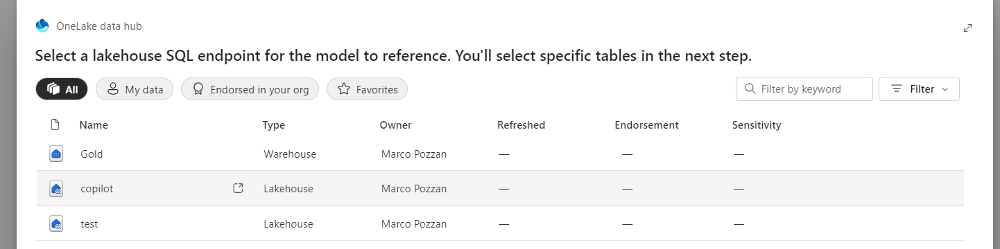 OneLake data hub
Select a lakehouse SQL endpoint for the model to reference. You'll select specific tables in the next step.
All My data Endorsed in your org Favorites Filter by keyword Filter
Name Type Owner Refreshed Endorsement Sensitivity
Gold Warehouse Marco Pozzan — — —
copilot Lakehouse Marco Pozzan — — —
test Lakehouse Marco Pozzan — — —